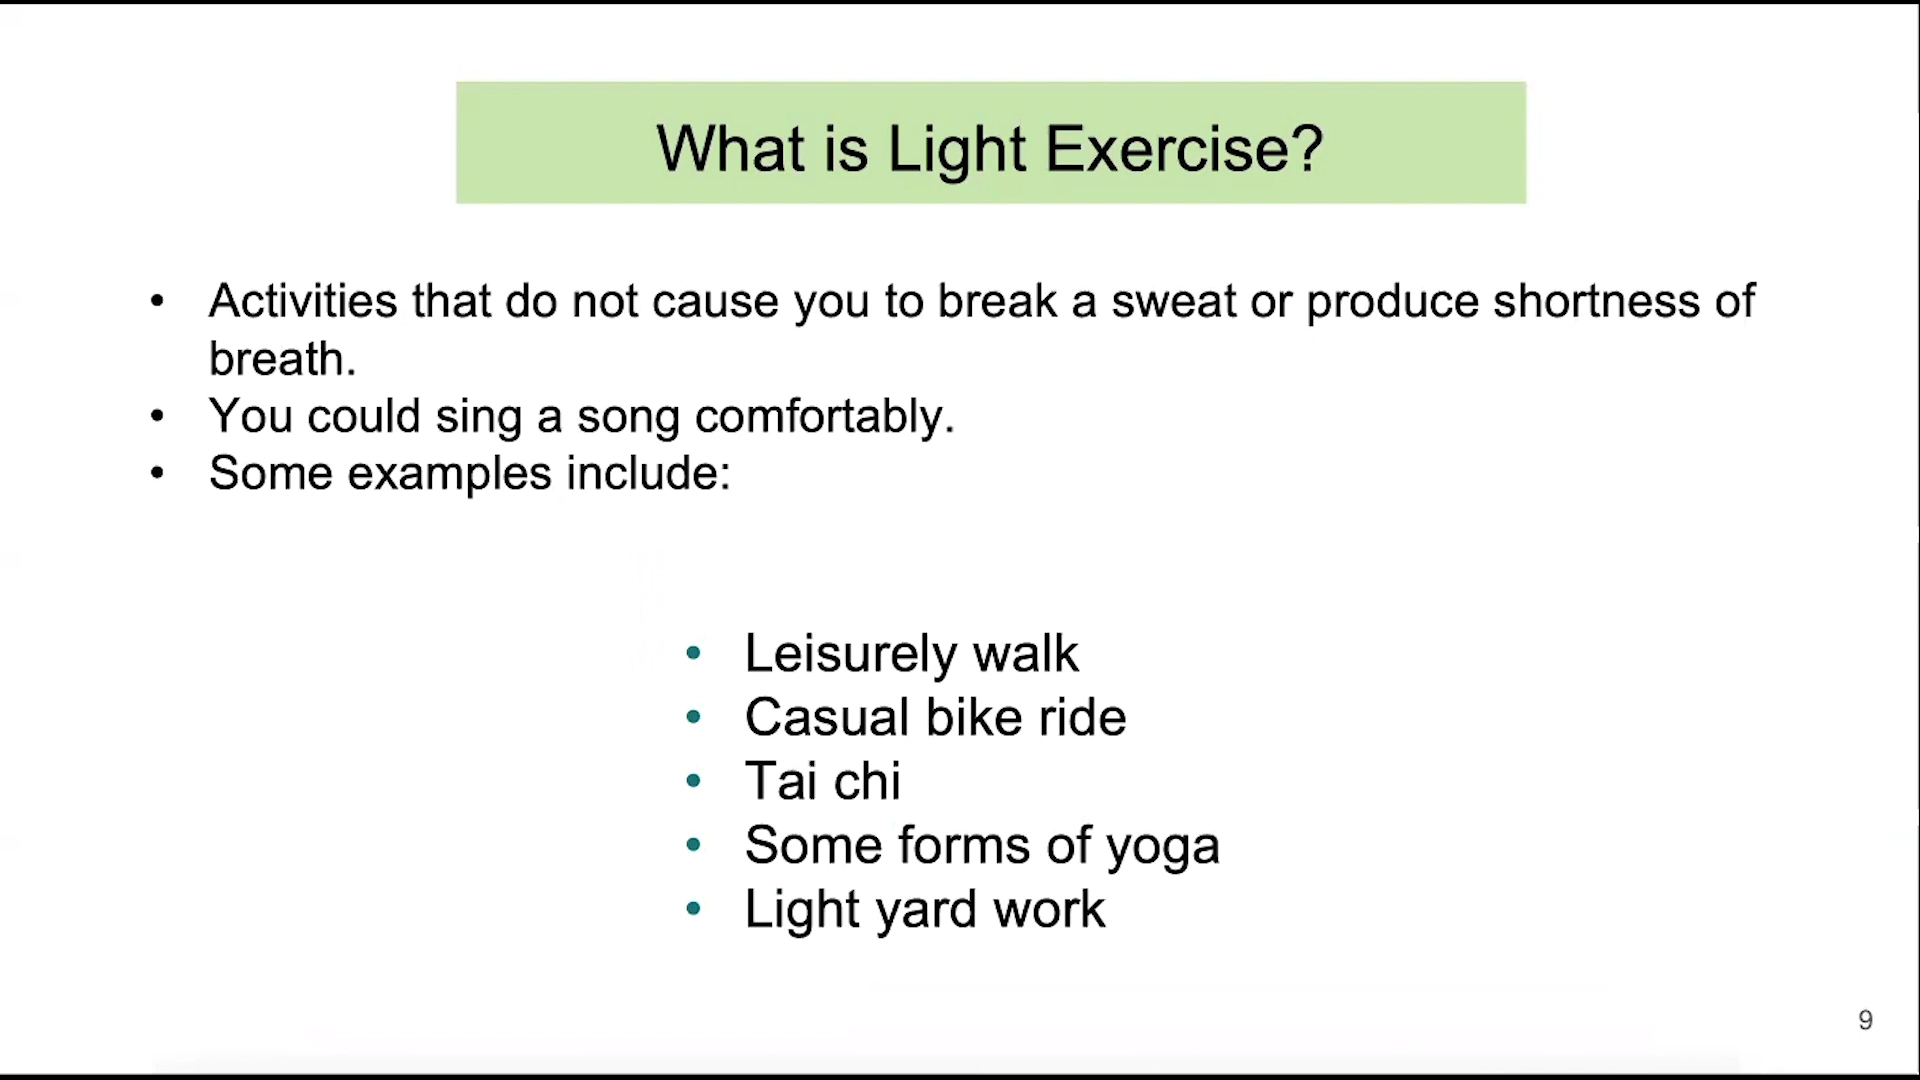 What is Light Exercise?
• Activities that do not cause you to break a sweat or produce shortness of
breath.
• You could sing a song comfortably.
• Some examples include:
• Leisurely walk
• Casual bike ride
• Tai chi
• Some forms of yoga
• Light yard work
9